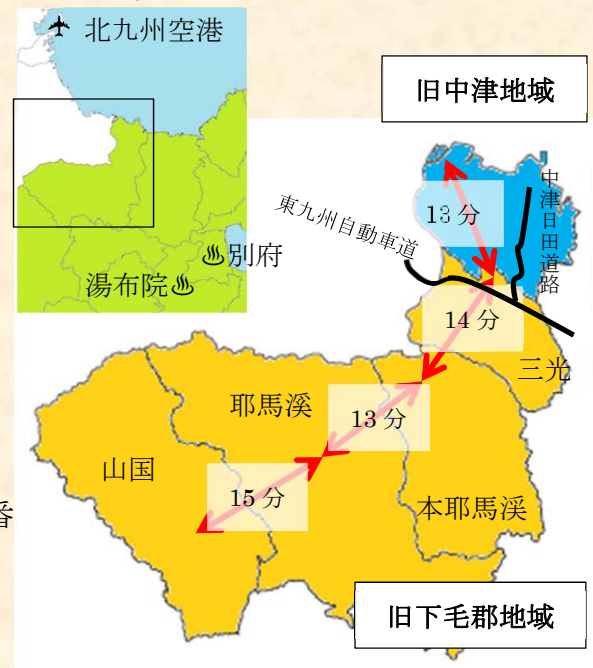 北九州空港
別府
湯布院
旧中津地域
中津日田道路
東九州自動車道
13分
14分
三光
耶馬溪
13分
山国
15分
本耶馬溪
番
旧下毛郡地域